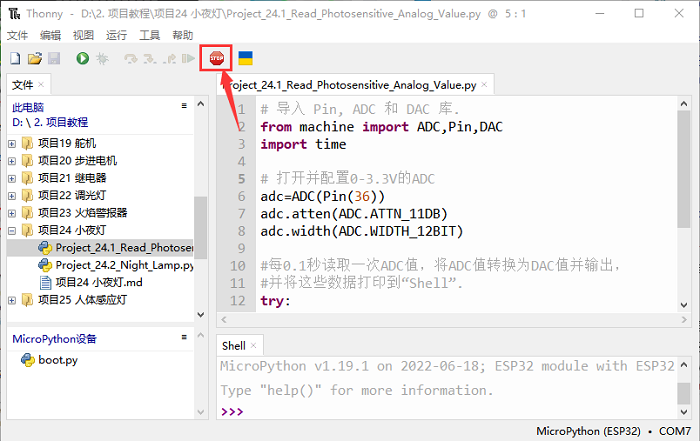 Thonny - D:\2. 项目教程\项目24 小夜灯\Project_24.1_Read_Photosensitive_Analog_Value.py @ 5 : 1
文件 编辑 视图 运行 工具 帮助
STOP
文件 ×
此电脑
D: \ 2. 项目教程
项目19 舵机
项目20 步进电机
项目21 继电器
项目22 调光灯
项目23 火焰警报器
项目24 小夜灯
Project_24.1_Read_Photosen
Project_24.2_Night_Lamp.py
项目24 小夜灯.md
项目25 人体感应灯
MicroPython设备
boot.py
Project_24.1_Read_Photosensitive_Analog_Value.py ×
1 # 导入 Pin, ADC 和 DAC 库.
2 from machine import ADC,Pin,DAC
3 import time
4
5 # 打开并配置0-3.3V的ADC
6 adc=ADC(Pin(36))
7 adc.atten(ADC.ATTN_11DB)
8 adc.width(ADC.WIDTH_12BIT)
9
10 #每0.1秒读取一次ADC值，将ADC值转换为DAC值并输出，
11 #并将这些数据打印到“Shell”.
12 try:
Shell ×
MicroPython v1.19.1 on 2022-06-18; ESP32 module with ESP32
Type "help()" for more information.
>>>
MicroPython (ESP32) • COM7